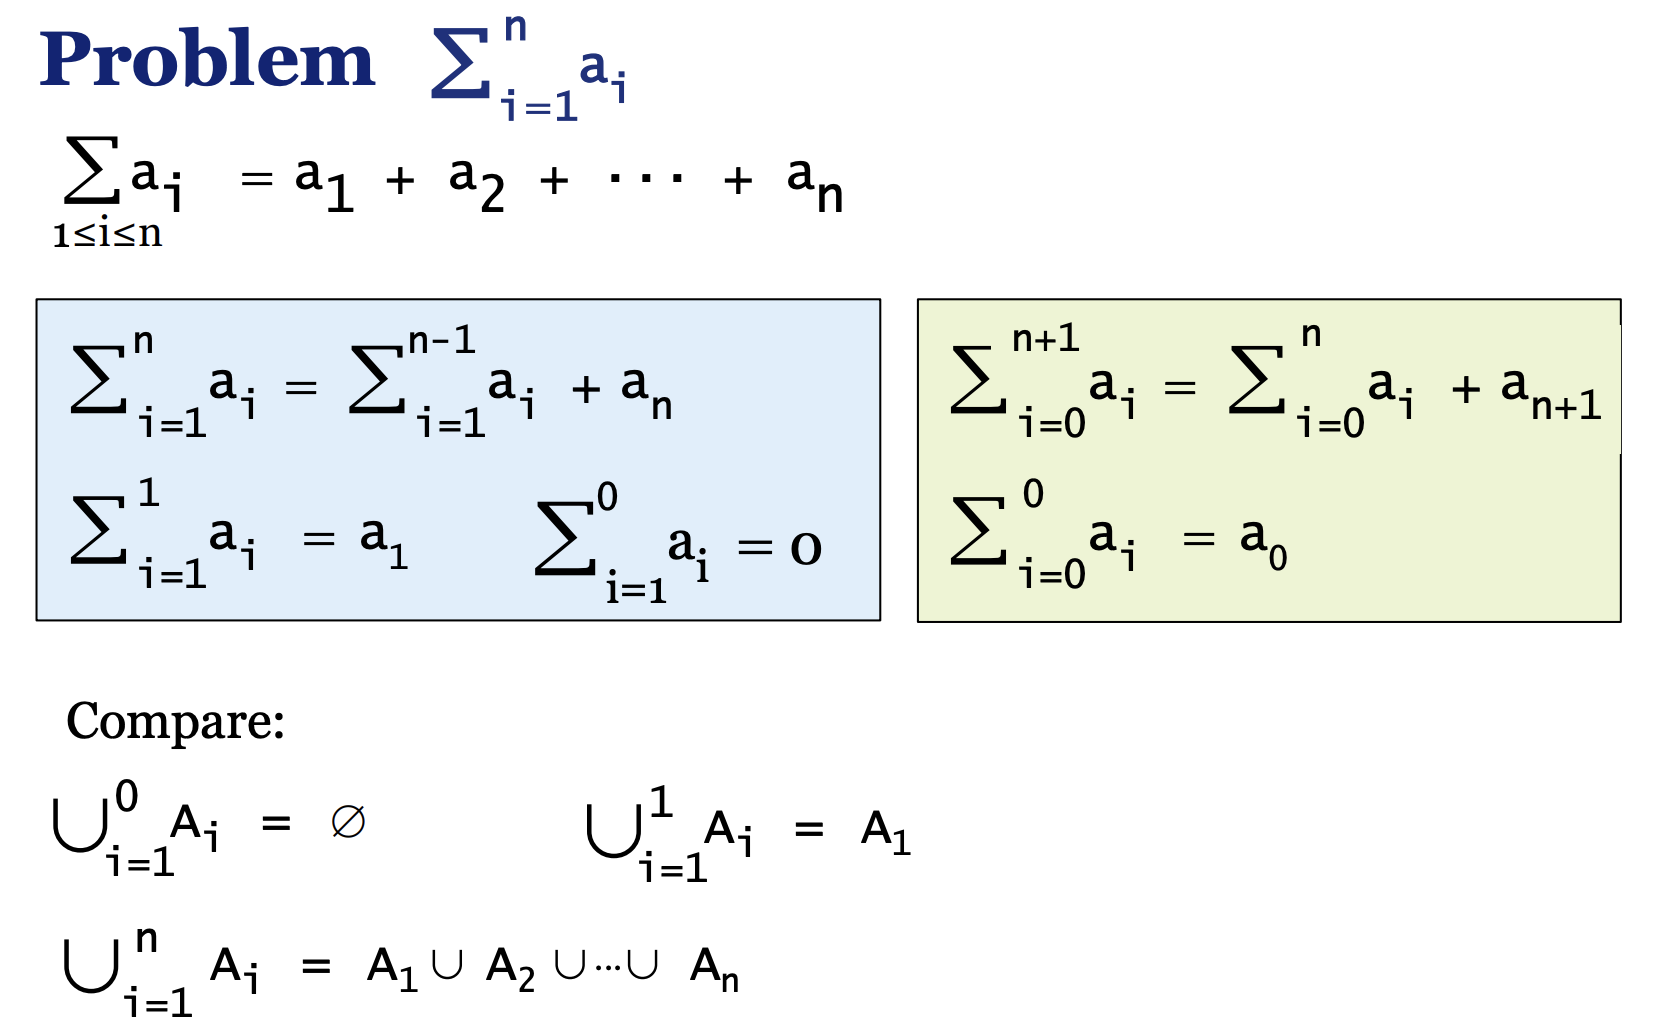 Problem ∑ⁿᵢ₌₁ aᵢ
∑ aᵢ = a₁ + a₂ + ··· + aₙ
1≤i≤n
∑ⁿᵢ₌₁ aᵢ = ∑ⁿ⁻¹ᵢ₌₁ aᵢ + aₙ
∑¹ᵢ₌₁ aᵢ = a₁ ∑⁰ᵢ₌₁ aᵢ = 0
∑ⁿ⁺¹ᵢ₌₀ aᵢ = ∑ⁿᵢ₌₀ aᵢ + aₙ₊₁
∑⁰ᵢ₌₀ aᵢ = a₀
Compare:
⋃⁰ᵢ₌₁ Aᵢ = ∅ ⋃¹ᵢ₌₁ Aᵢ = A₁
⋃ⁿᵢ₌₁ Aᵢ = A₁ ∪ A₂ ∪···∪ Aₙ